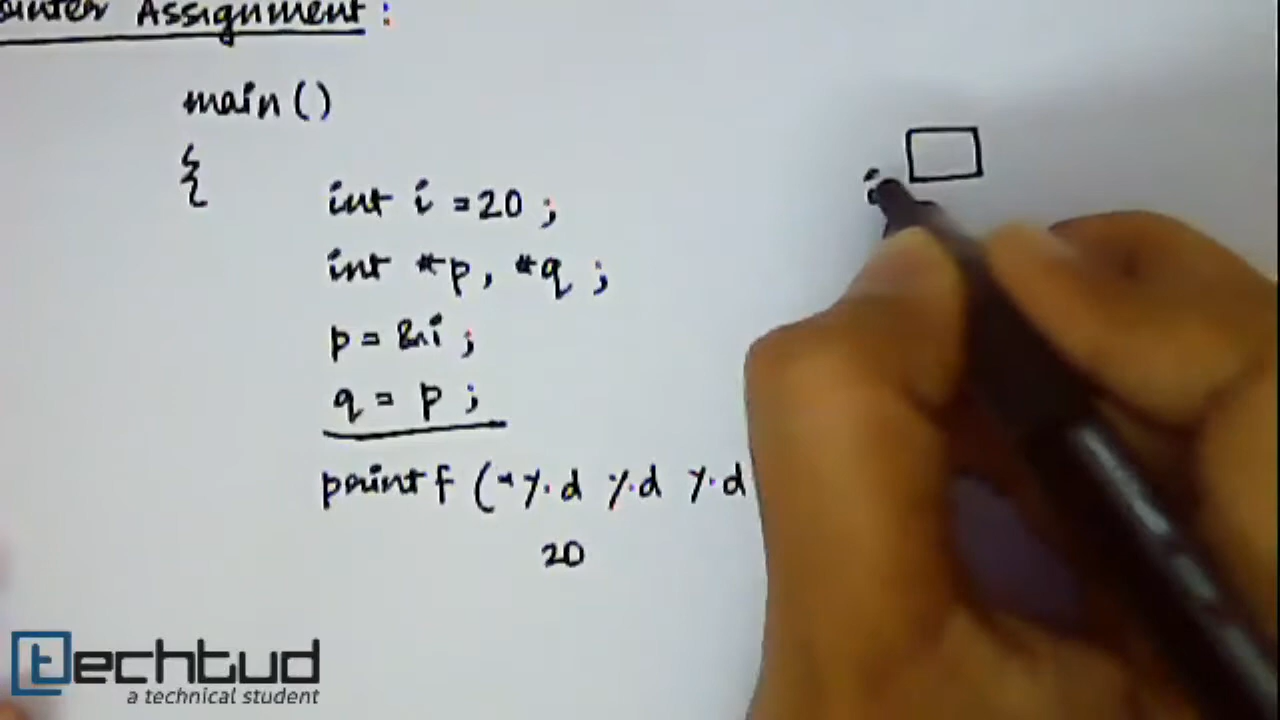 Assignment :
main ()
{
int i = 20 ;
int *p, *q ;
p = &i ;
q = p ;
printf ("%d %d %d
20
i
techtud
a technical student